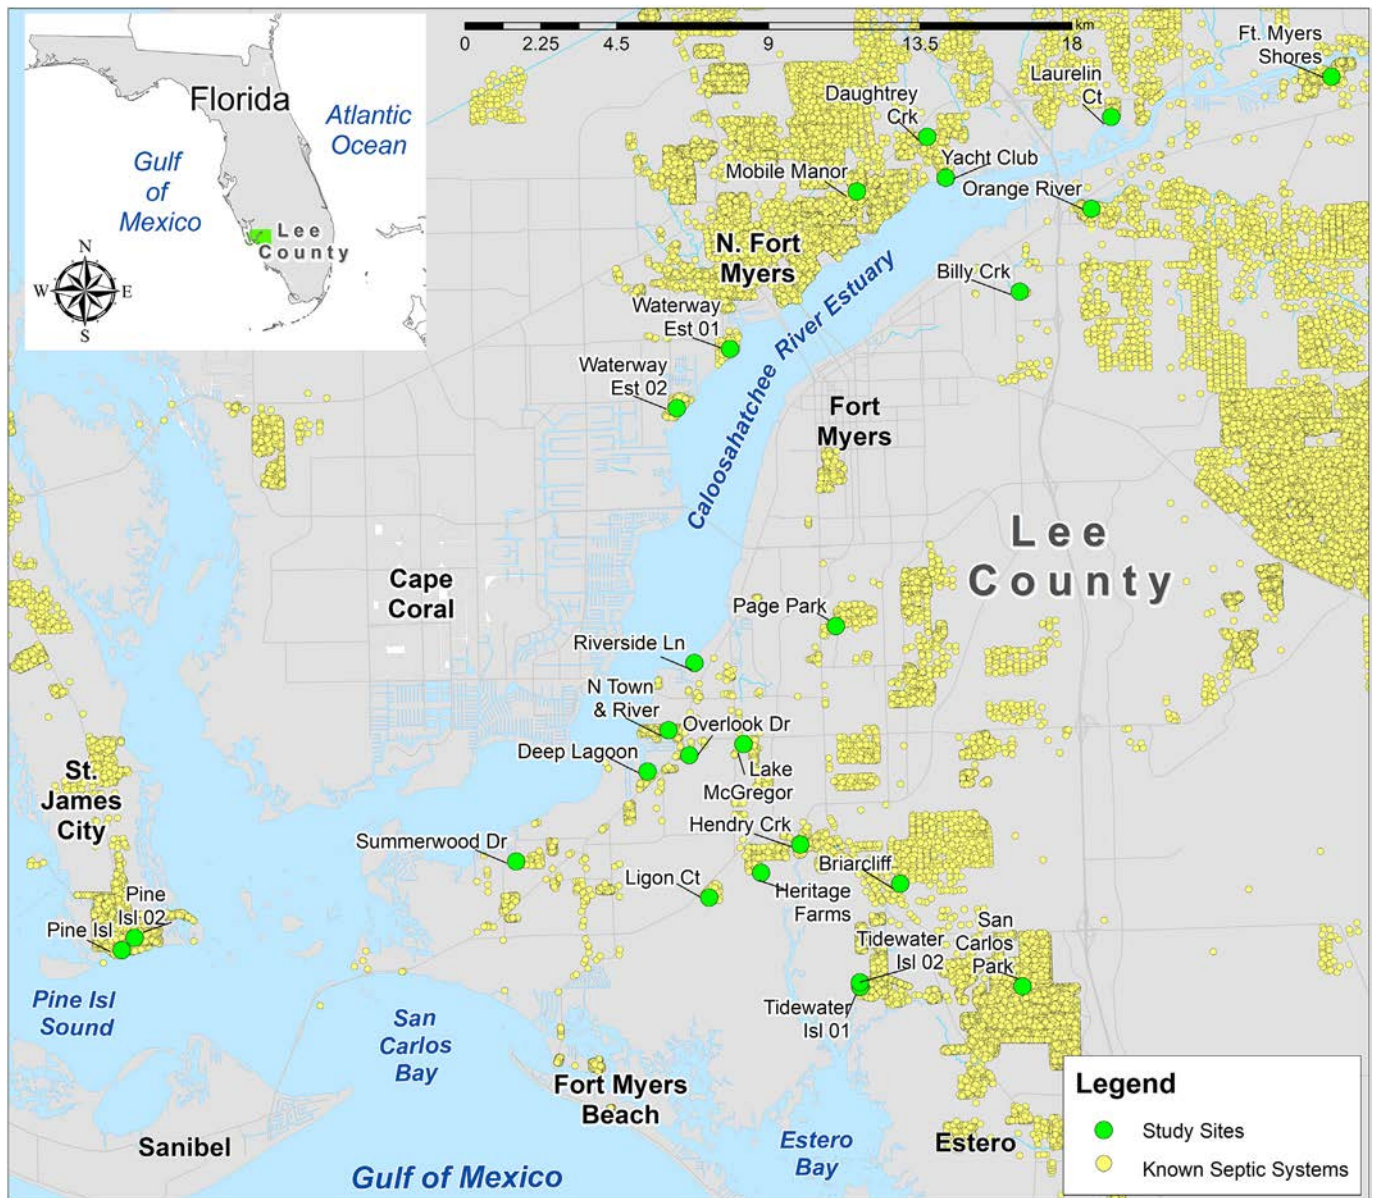 km
0 2.25 4.5 9 13.5 18
Florida
Atlantic
Ocean
Gulf
of
Mexico
Lee
County
N
W E
S
Ft. Myers
Shores
Laurelin
Ct
Daughtrey
Crk
Yacht Club
Mobile Manor
Orange River
N. Fort
Myers
Billy Crk
Waterway
Est 01
Waterway
Est 02
Caloosahatchee River Estuary
Fort
Myers
Lee
County
Cape
Coral
Page Park
Riverside Ln
N Town
& River
Overlook Dr
Deep Lagoon
Lake
McGregor
St.
James
City
Hendry Crk
Summerwood Dr
Briarcliff
Ligon Ct
Heritage
Farms
Pine
Isl 02
Pine Isl
San
Carlos
Park
Tidewater
Isl 02
Tidewater
Isl 01
Pine Isl
Sound
San
Carlos
Bay
Fort Myers
Beach
Sanibel
Gulf of Mexico
Estero
Bay
Estero
Legend
Study Sites
Known Septic Systems